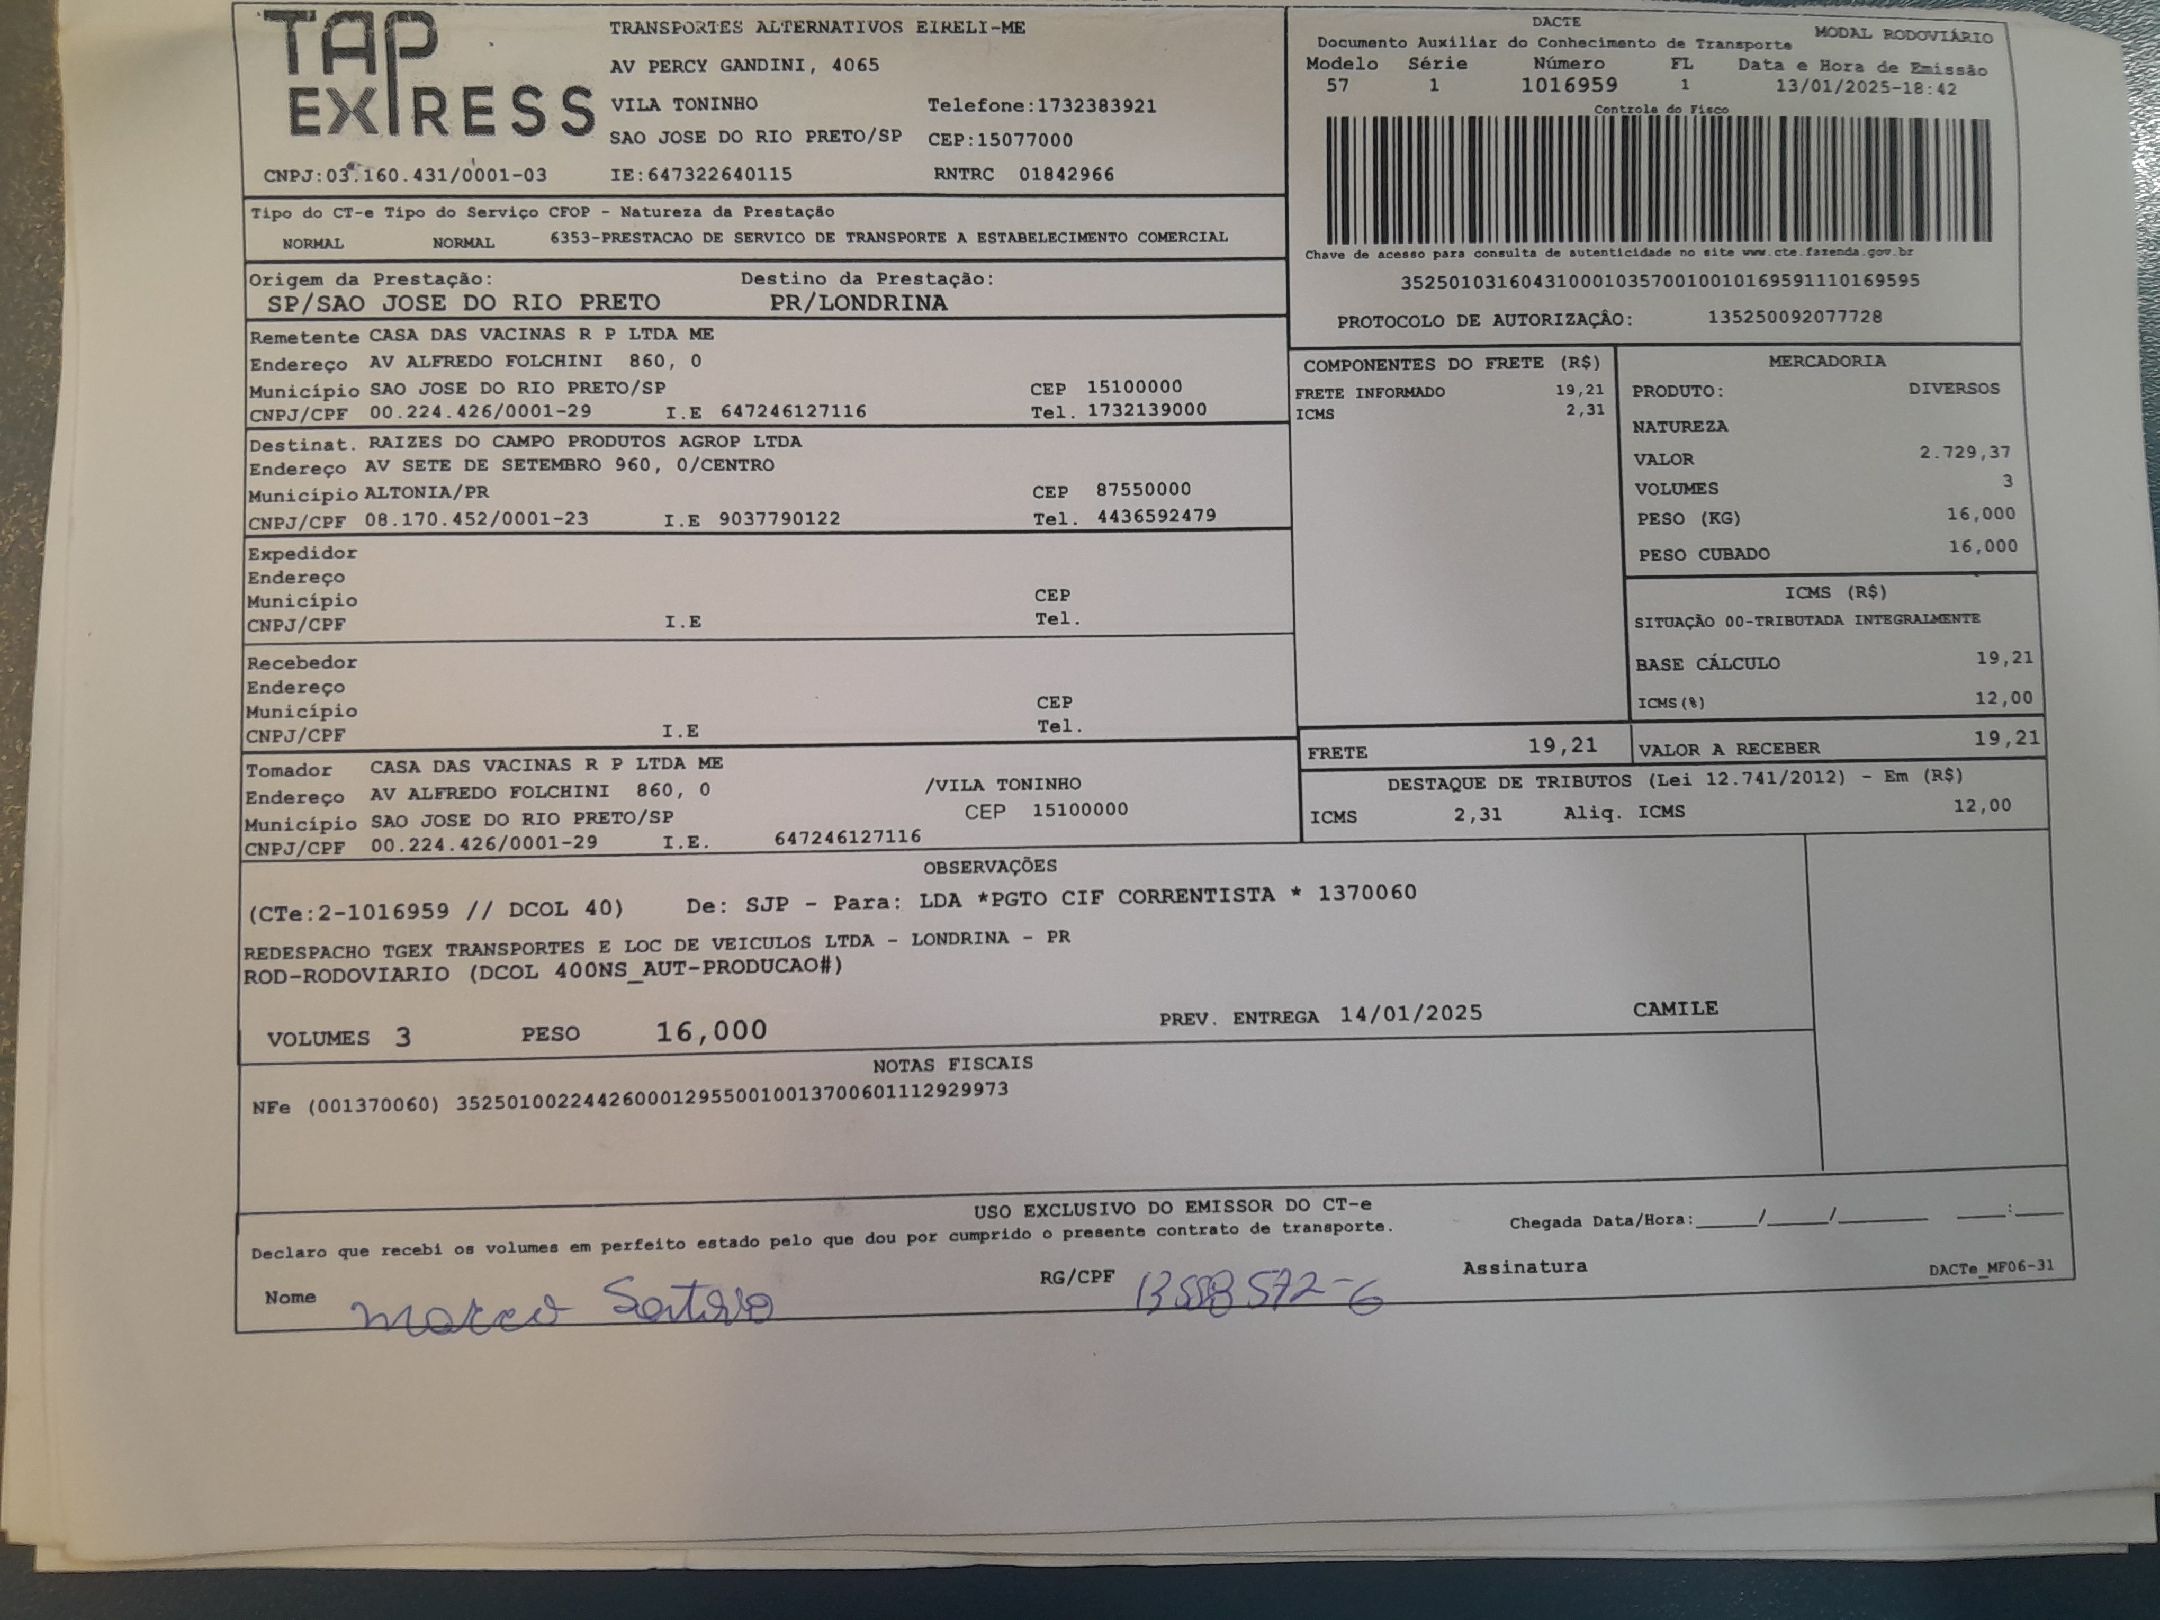 TAP EXPRESS
TRANSPORTES ALTERNATIVOS EIRELI-ME
AV PERCY GANDINI, 4065
VILA TONINHO Telefone:1732383921
SAO JOSE DO RIO PRETO/SP CEP:15077000
CNPJ:03.160.431/0001-03 IE:647322640115 RNTRC 01842966
DACTE
Documento Auxiliar do Conhecimento de Transporte MODAL RODOVIÁRIO
Modelo Série Número FL Data e Hora de Emissão
57 1 1016959 1 13/01/2025-18:42
Controle do Fisco
Chave de acesso para consulta de autenticidade no site www.cte.fazenda.gov.br
35250103160431000103570010010169591110169595
PROTOCOLO DE AUTORIZAÇÂO: 135250092077728
Tipo do CT-e Tipo do Serviço CFOP - Natureza da Prestação
NORMAL NORMAL 6353-PRESTACAO DE SERVICO DE TRANSPORTE A ESTABELECIMENTO COMERCIAL
Origem da Prestação: Destino da Prestação:
SP/SAO JOSE DO RIO PRETO PR/LONDRINA
Remetente CASA DAS VACINAS R P LTDA ME
Endereço AV ALFREDO FOLCHINI 860, 0
Município SAO JOSE DO RIO PRETO/SP CEP 15100000
CNPJ/CPF 00.224.426/0001-29 I.E 647246127116 Tel. 1732139000
Destinat. RAIZES DO CAMPO PRODUTOS AGROP LTDA
Endereço AV SETE DE SETEMBRO 960, 0/CENTRO
Município ALTONIA/PR CEP 87550000
CNPJ/CPF 08.170.452/0001-23 I.E 9037790122 Tel. 4436592479
Expedidor
Endereço
Município CEP
CNPJ/CPF I.E Tel.
Recebedor
Endereço
Município CEP
CNPJ/CPF I.E Tel.
Tomador CASA DAS VACINAS R P LTDA ME
Endereço AV ALFREDO FOLCHINI 860, 0 /VILA TONINHO
Município SAO JOSE DO RIO PRETO/SP CEP 15100000
CNPJ/CPF 00.224.426/0001-29 I.E. 647246127116
COMPONENTES DO FRETE (R$)
FRETE INFORMADO 19,21
ICMS 2,31
MERCADORIA
PRODUTO: DIVERSOS
NATUREZA
VALOR 2.729,37
VOLUMES 3
PESO (KG) 16,000
PESO CUBADO 16,000
ICMS (R$)
SITUAÇÃO 00-TRIBUTADA INTEGRALMENTE
BASE CÁLCULO 19,21
ICMS(%) 12,00
FRETE 19,21 VALOR A RECEBER 19,21
DESTAQUE DE TRIBUTOS (Lei 12.741/2012) - Em (R$)
ICMS 2,31 Aliq. ICMS 12,00
OBSERVAÇÕES
(CTe:2-1016959 // DCOL 40) De: SJP - Para: LDA *PGTO CIF CORRENTISTA * 1370060
REDESPACHO TGEX TRANSPORTES E LOC DE VEICULOS LTDA - LONDRINA - PR
ROD-RODOVIARIO (DCOL 400NS_AUT-PRODUCAO#)
VOLUMES 3 PESO 16,000 PREV. ENTREGA 14/01/2025 CAMILE
NOTAS FISCAIS
NFe (001370060) 35250100224426000129550010013700601112929973
USO EXCLUSIVO DO EMISSOR DO CT-e
Declaro que recebi os volumes em perfeito estado pelo que dou por cumprido o presente contrato de transporte. Chegada Data/Hora:_____/_____/________ ____:____
Nome RG/CPF 13558572-6 Assinatura DACTe_MF06-31